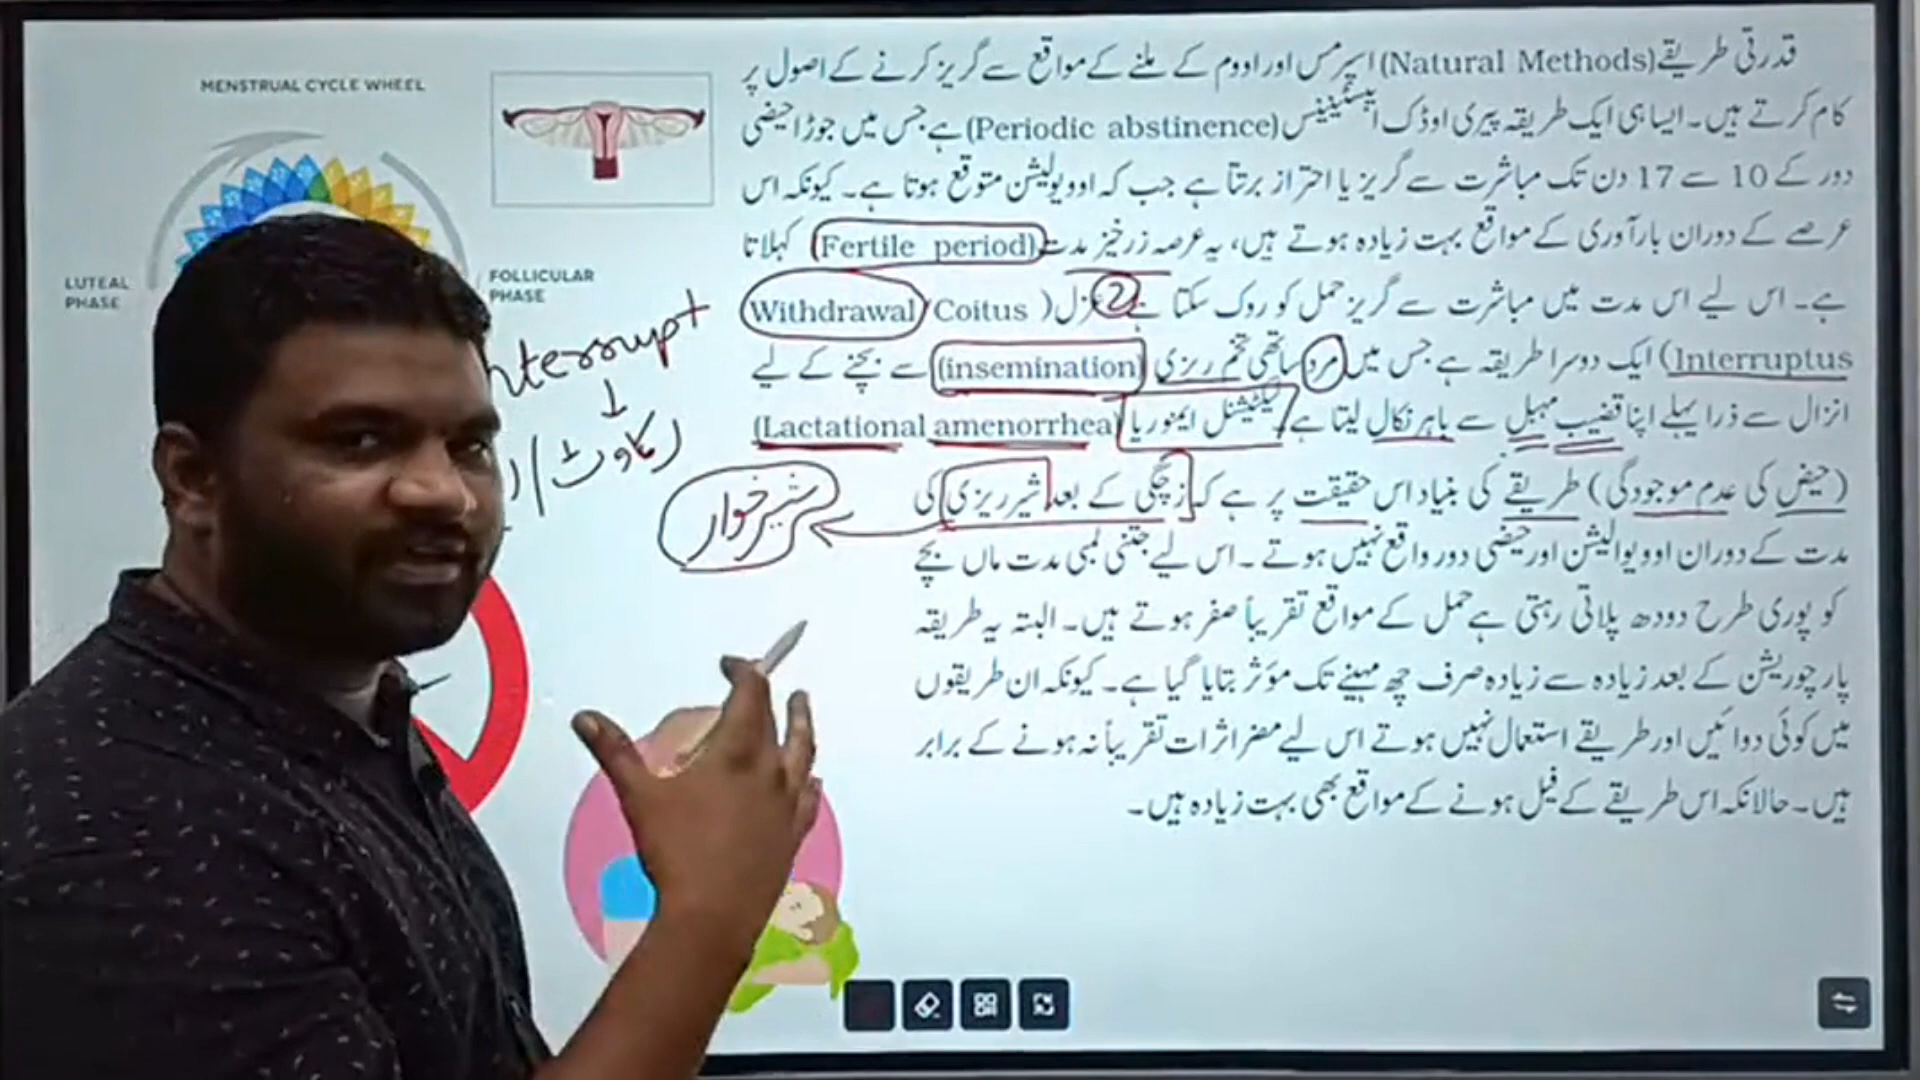 MENSTRUAL CYCLE WHEEL
LUTEAL
PHASE
FOLLICULAR
PHASE
قدرتی طریقے (Natural Methods) اسپرمس اور اووم کے ملنے کے مواقع سے گریز کرنے کے اصول پر
کام کرتے ہیں۔ ایسا ہی ایک طریقہ پیری اوڈک ابسٹینینس (Periodic abstinence) ہے جس میں جوڑا حیضی
دور کے 10 سے 17 دن تک مباشرت سے گریز یا احتراز برتتا ہے جب کہ اوویولیشن متوقع ہوتا ہے۔ کیونکہ اس
عرصے کے دوران بارآوری کے مواقع بہت زیادہ ہوتے ہیں، یہ عرصہ زرخیز مدت (Fertile period) کہلاتا
ہے۔ اس لیے اس مدت میں مباشرت سے گریز حمل کو روک سکتا ہے 2 عزل (Withdrawal/Coitus
Interruptus) ایک دوسرا طریقہ ہے جس میں مرد ساتھی تخم ریزی (insemination) سے بچنے کے لیے
انزال سے ذرا پہلے اپنا قضیب مہبل سے باہر نکال لیتا ہے۔ لیکٹیشنل ایمنوریا (Lactational amenorrhea)
(حیض کی عدم موجودگی) طریقے کی بنیاد اس حقیقت پر ہے کہ زچگی کے بعد شیر ریزی کی
مدت کے دوران اوویوالیشن اور حیضی دور واقع نہیں ہوتے۔ اس لیے جتنی لمبی مدت ماں بچے
کو پوری طرح دودھ پلاتی رہتی ہے حمل کے مواقع تقریباً صفر ہوتے ہیں۔ البتہ یہ طریقہ
پارچوریشن کے بعد زیادہ سے زیادہ صرف چھ مہینے تک مؤثر بتایا گیا ہے۔ کیونکہ ان طریقوں
میں کوئی دوائیں اور طریقے استعمال نہیں ہوتے اس لیے مضر اثرات تقریباً نہ ہونے کے برابر
ہیں۔ حالانکہ اس طریقے کے فیل ہونے کے مواقع بھی بہت زیادہ ہیں۔
nterrupt
رکاوٹ/
شیرخوار